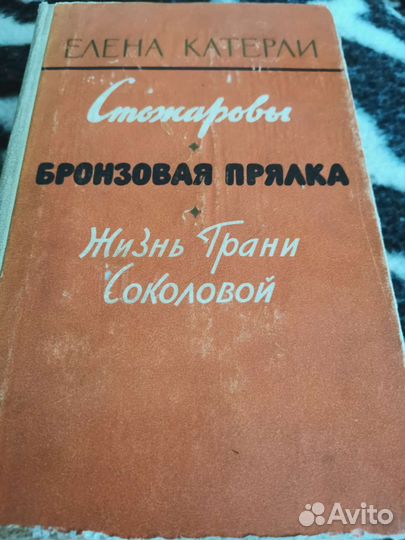 ЕЛЕНА КАТЕРЛИ
Стожаровы
БРОНЗОВАЯ ПРЯЛКА
Жизнь Грани
Соколовой
Avito